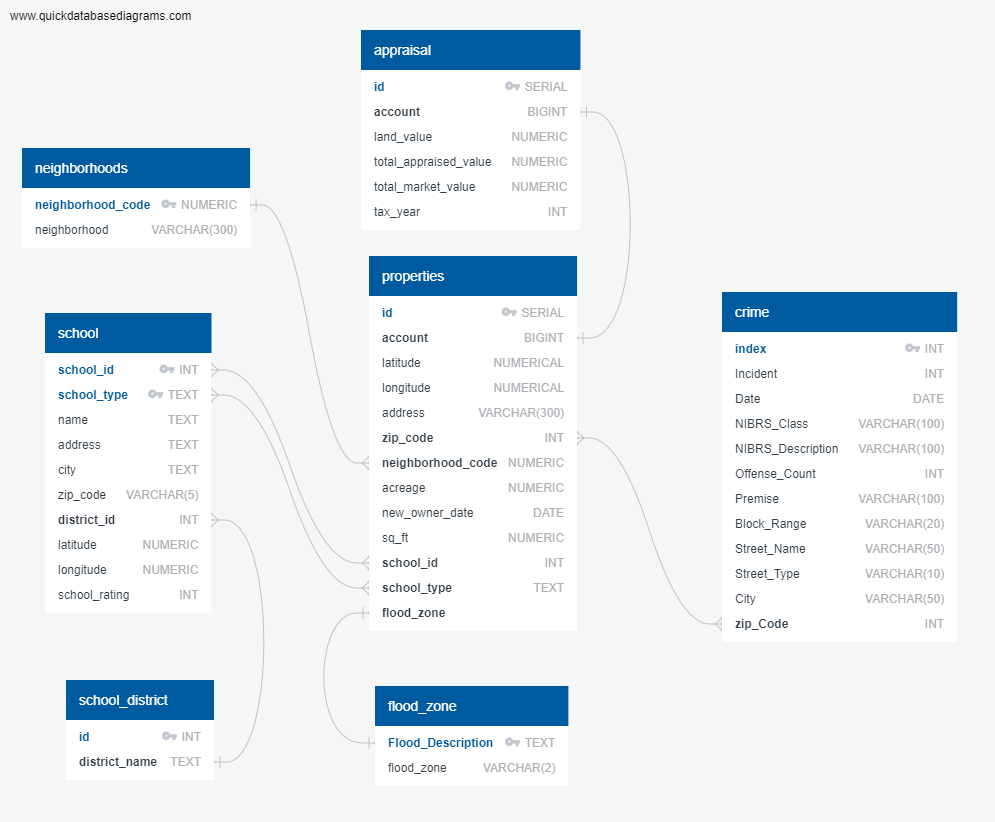 www.quickdatabasediagrams.com
appraisal
id SERIAL
account BIGINT
land_value NUMERIC
total_appraised_value NUMERIC
total_market_value NUMERIC
tax_year INT
neighborhoods
neighborhood_code NUMERIC
neighborhood VARCHAR(300)
properties
id SERIAL
account BIGINT
latitude NUMERICAL
longitude NUMERICAL
address VARCHAR(300)
zip_code INT
neighborhood_code NUMERIC
acreage NUMERIC
new_owner_date DATE
sq_ft NUMERIC
school_id INT
school_type TEXT
flood_zone
school
school_id INT
school_type TEXT
name TEXT
address TEXT
city TEXT
zip_code VARCHAR(5)
district_id INT
latitude NUMERIC
longitude NUMERIC
school_rating INT
crime
index INT
Incident INT
Date DATE
NIBRS_Class VARCHAR(100)
NIBRS_Description VARCHAR(100)
Offense_Count INT
Premise VARCHAR(100)
Block_Range VARCHAR(20)
Street_Name VARCHAR(50)
Street_Type VARCHAR(10)
City VARCHAR(50)
zip_Code INT
school_district
id INT
district_name TEXT
flood_zone
Flood_Description TEXT
flood_zone VARCHAR(2)